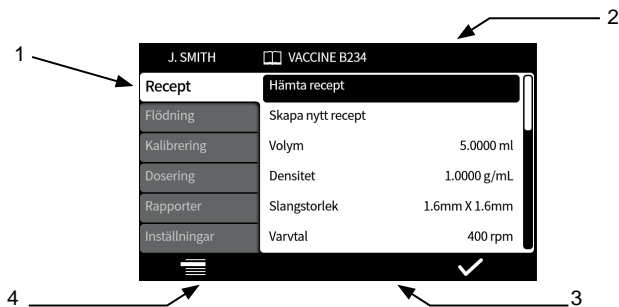 2
1
J. SMITH VACCINE B234
Recept Hämta recept
Flödning Skapa nytt recept
Kalibrering Volym 5.0000 ml
Dosering Densitet 1.0000 g/mL
Rapporter Slangstorlek 1.6mm X 1.6mm
Inställningar Varvtal 400 rpm
4 3